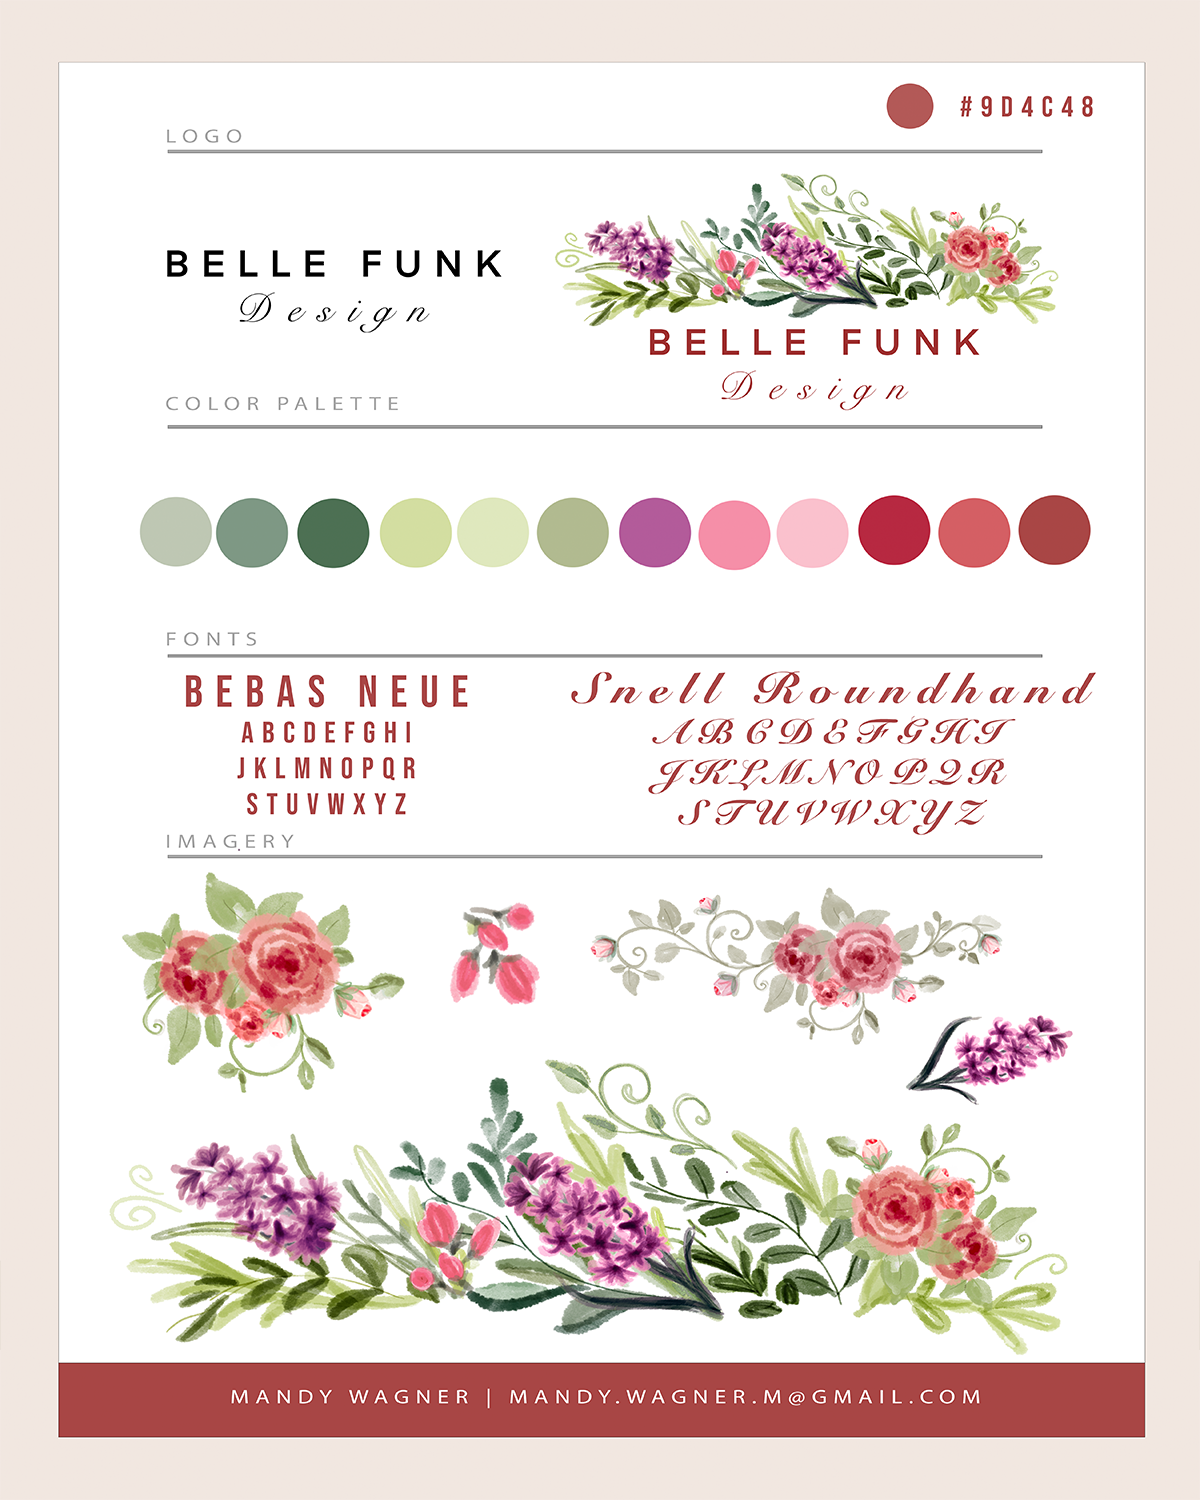 #9D4C48
LOGO
BELLE FUNK
Design
BELLE FUNK
Design
COLOR PALETTE
FONTS
BEBAS NEUE
ABCDEFGHI
JKLMNOPQR
STUVWXYZ
Snell Roundhand
ABCDEFGHI
JKLMNOPQR
STUVWXYZ
IMAGERY
MANDY WAGNER | MANDY.WAGNER.M@GMAIL.COM